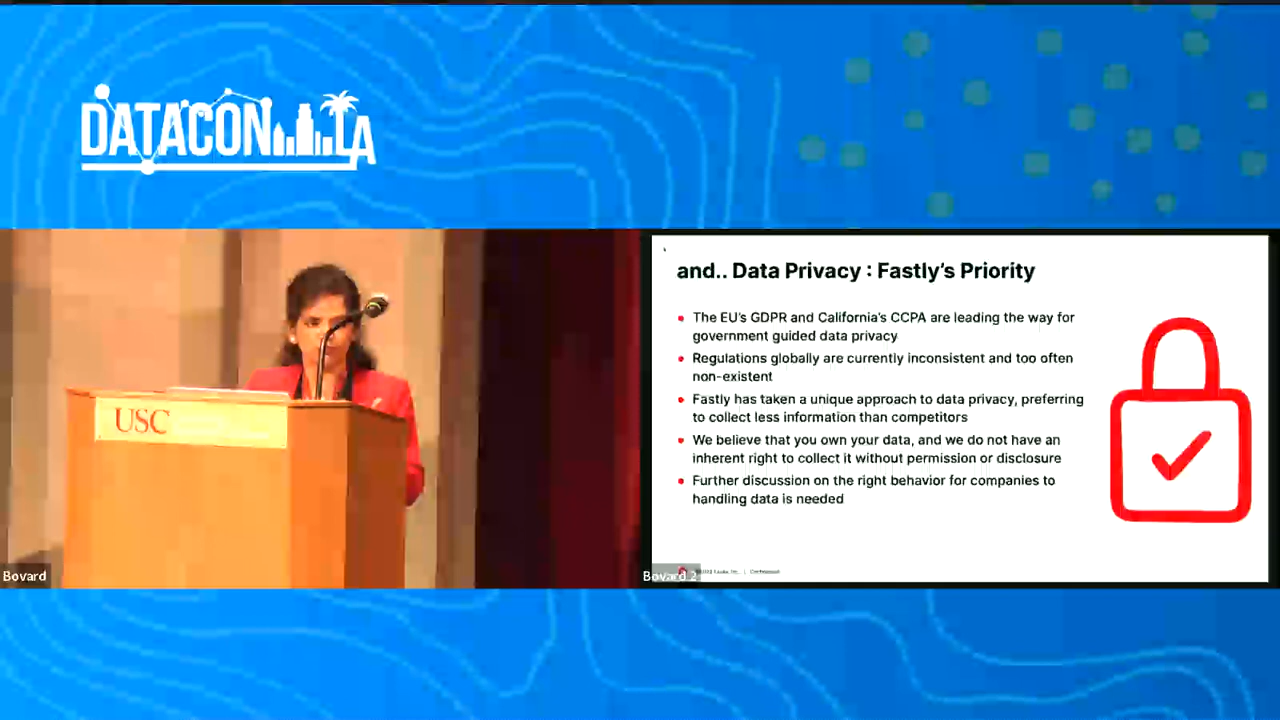 DATACON LA
USC
Bovard
and.. Data Privacy : Fastly's Priority
The EU's GDPR and California's CCPA are leading the way for
government guided data privacy
Regulations globally are currently inconsistent and too often
non-existent
Fastly has taken a unique approach to data privacy, preferring
to collect less information than competitors
We believe that you own your data, and we do not have an
inherent right to collect it without permission or disclosure
Further discussion on the right behavior for companies to
handling data is needed
Bovard 2